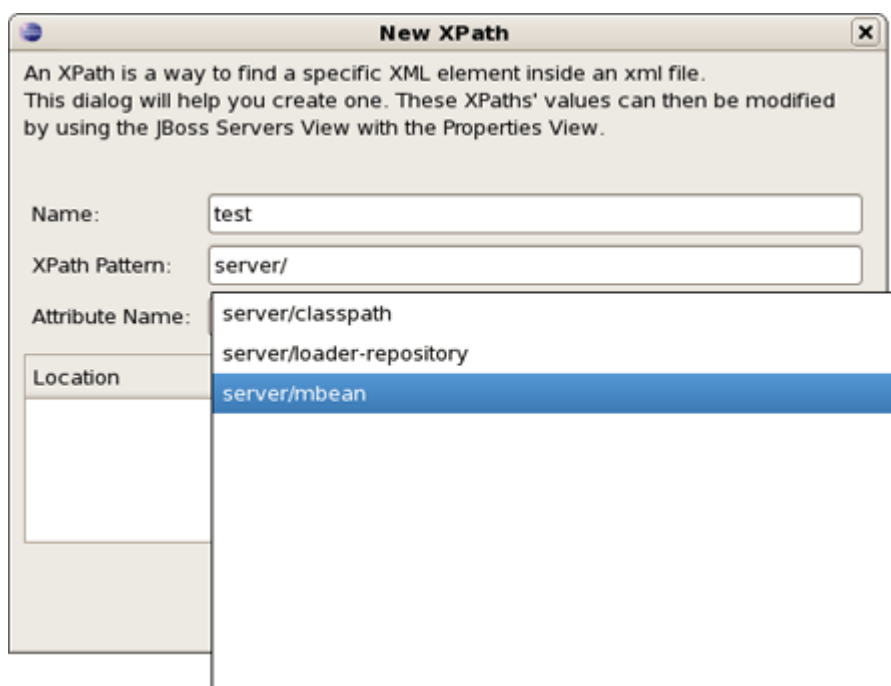 New XPath
An XPath is a way to find a specific XML element inside an xml file.
This dialog will help you create one. These XPaths' values can then be modified
by using the JBoss Servers View with the Properties View.
Name:
test
XPath Pattern:
server/
Attribute Name:
server/classpath
server/loader-repository
Location
server/mbean